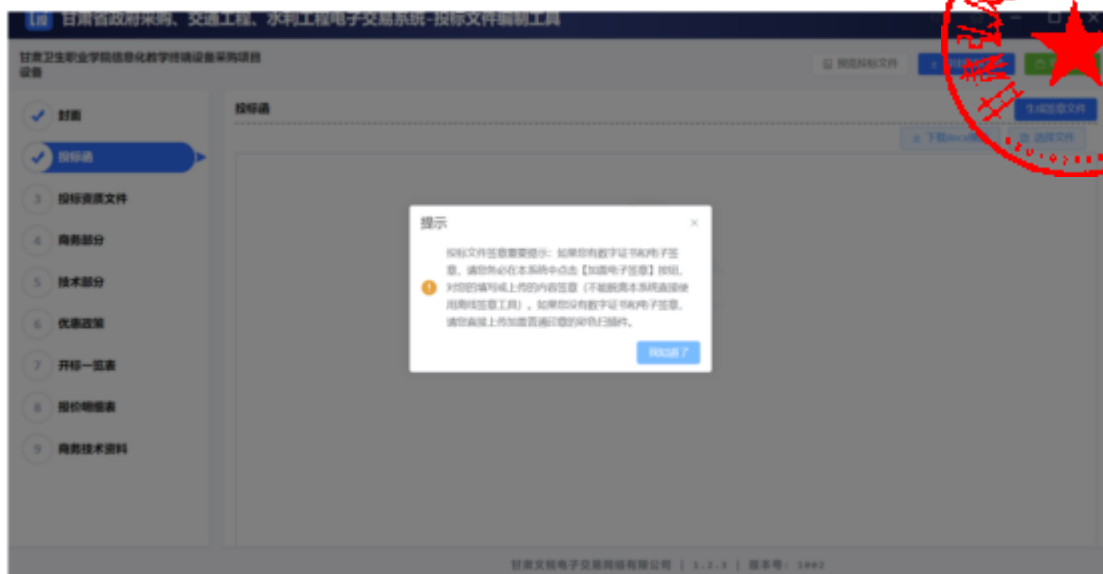 甘肃省政府采购、交通工程、水利工程电子交易系统-投标文件编制工具
甘肃卫生职业学院信息化教学终端设备采购项目
设备
预览投标文件
封面
投标函
生成签章文件
下载docx
选择文件
投标函
3 投标资质文件
4 商务部分
5 技术部分
6 优惠政策
7 开标一览表
8 报价明细表
9 商务技术资料
提示
投标文件签章重要提示：如果您有数字证书和电子签
章，请您务必在本系统中点击【加盖电子签章】按钮，
对您的填写或上传的内容签章（不能脱离本系统直接使
用离线签章工具）。如果您没有数字证书和电子签章，
请您直接上传加盖普通印章的彩色扫描件。
我知道了
甘肃文锐电子交易网络有限公司 | 1.2.3 | 版本号: 1002